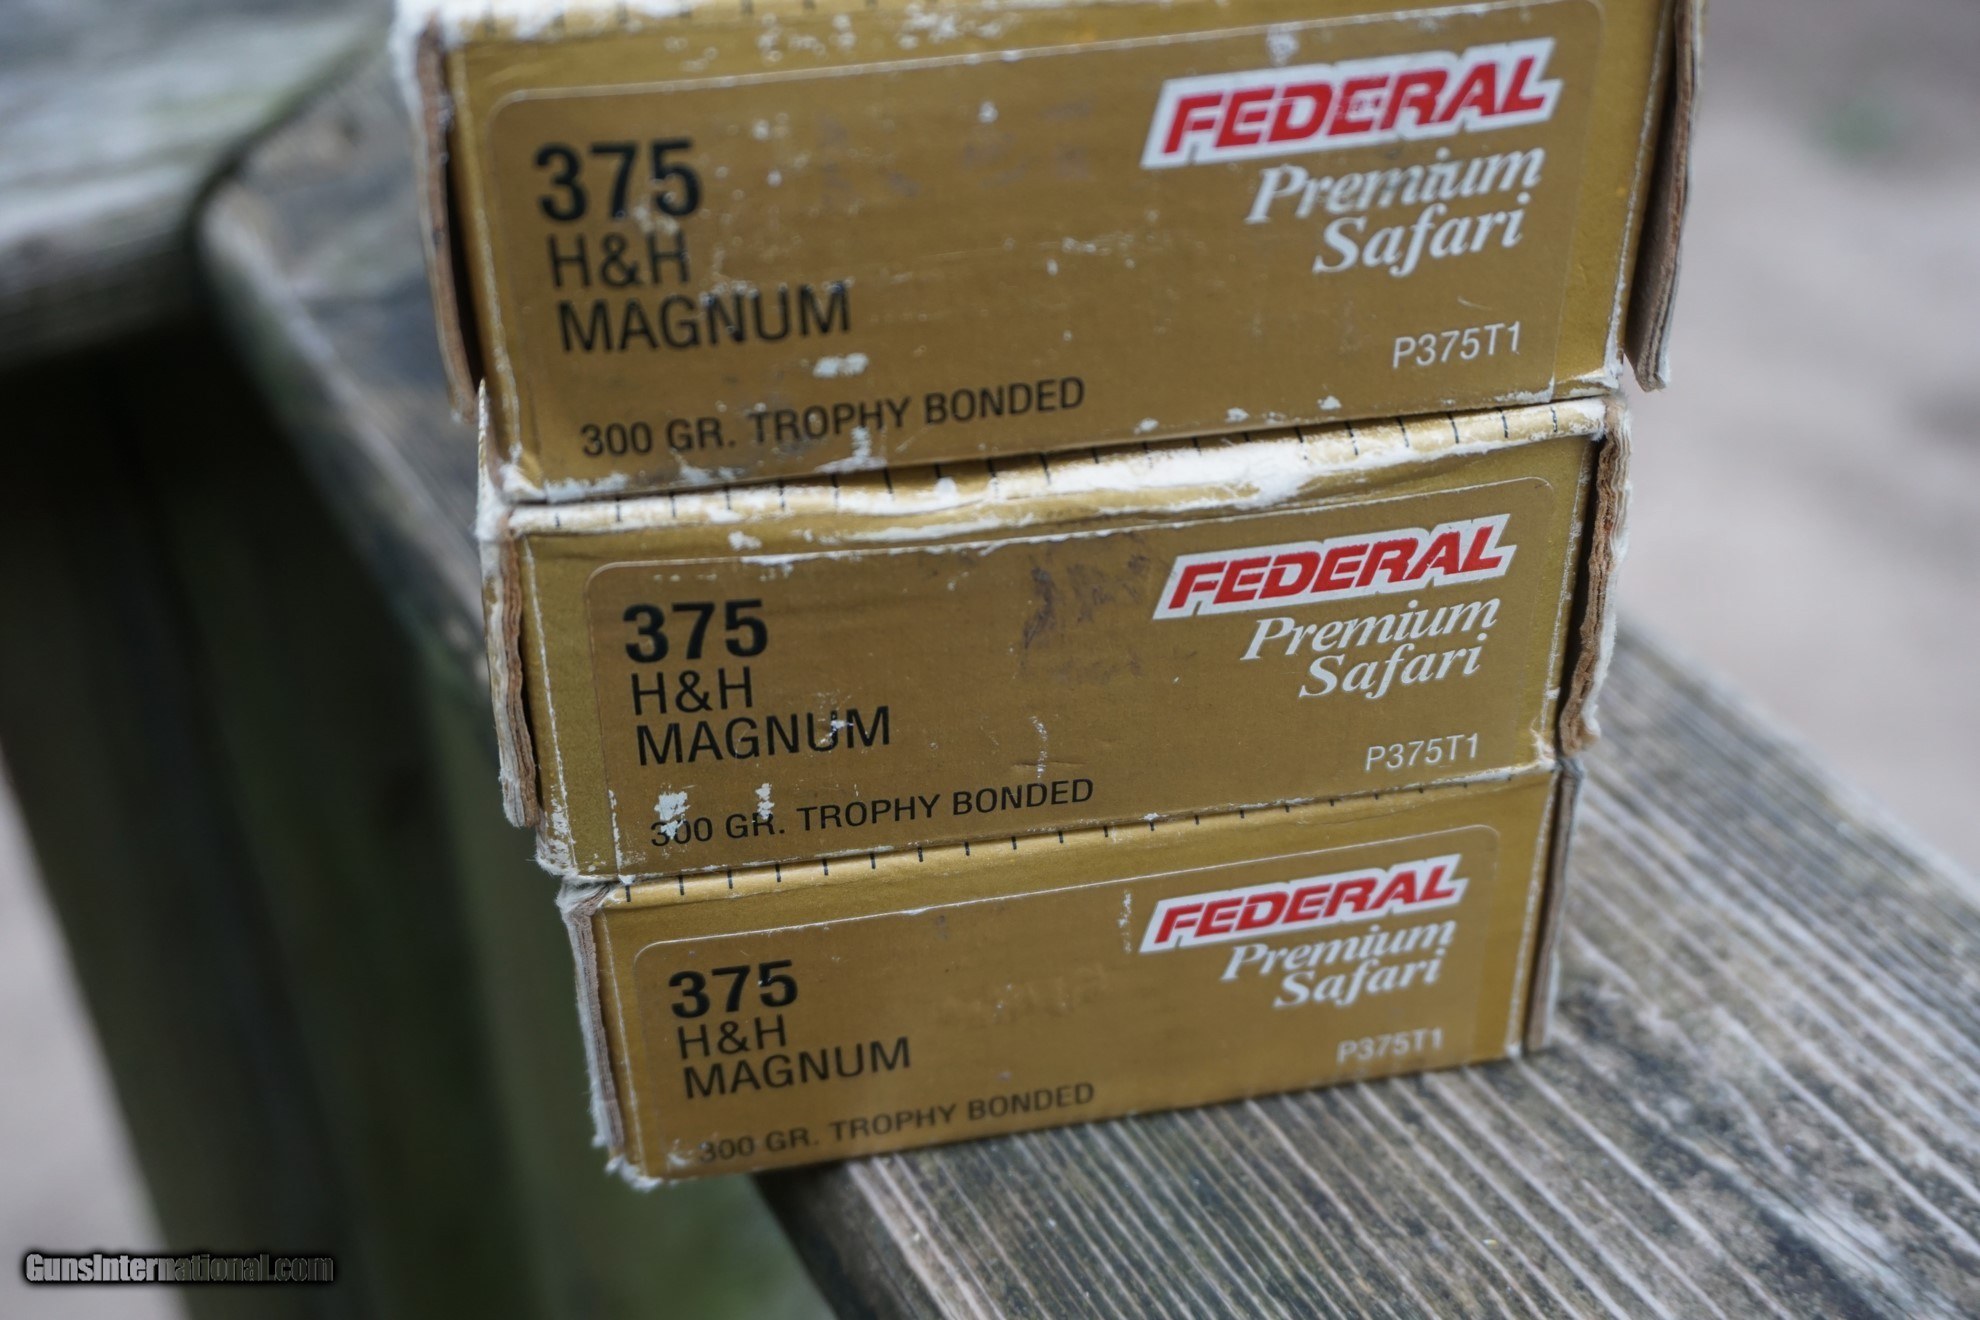 375
H&H
MAGNUM
300 GR. TROPHY BONDED
FEDERAL
Premium
Safari
P375T1
375
H&H
MAGNUM
300 GR. TROPHY BONDED
FEDERAL
Premium
Safari
P375T1
375
H&H
MAGNUM
300 GR. TROPHY BONDED
FEDERAL
Premium
Safari
P375T1
GunsInternational.com